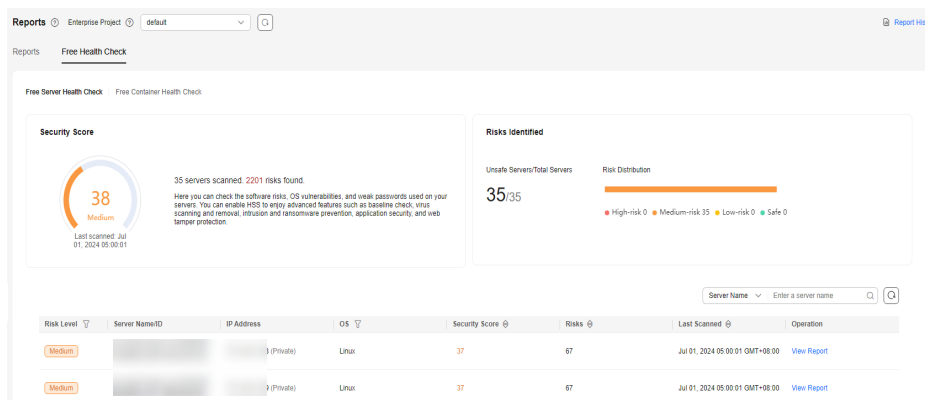 Reports Enterprise Project default Report His
Reports Free Health Check
Free Server Health Check Free Container Health Check
Security Score
38
Medium
Last scanned: Jul
01, 2024 05:00:01
35 servers scanned. 2201 risks found.
Here you can check the software risks, OS vulnerabilities, and weak passwords used on your
servers. You can enable HSS to enjoy advanced features such as baseline check, virus
scanning and removal, intrusion and ransomware prevention, application security, and web
tamper protection.
Risks Identified
Unsafe Servers/Total Servers Risk Distribution
35/35
High-risk 0 Medium-risk 35 Low-risk 0 Safe 0
Server Name Enter a server name
Risk Level Server Name/ID IP Address OS Security Score Risks Last Scanned Operation
Medium (Private) Linux 37 67 Jul 01, 2024 05:00:01 GMT+08:00 View Report
Medium (Private) Linux 37 67 Jul 01, 2024 05:00:01 GMT+08:00 View Report